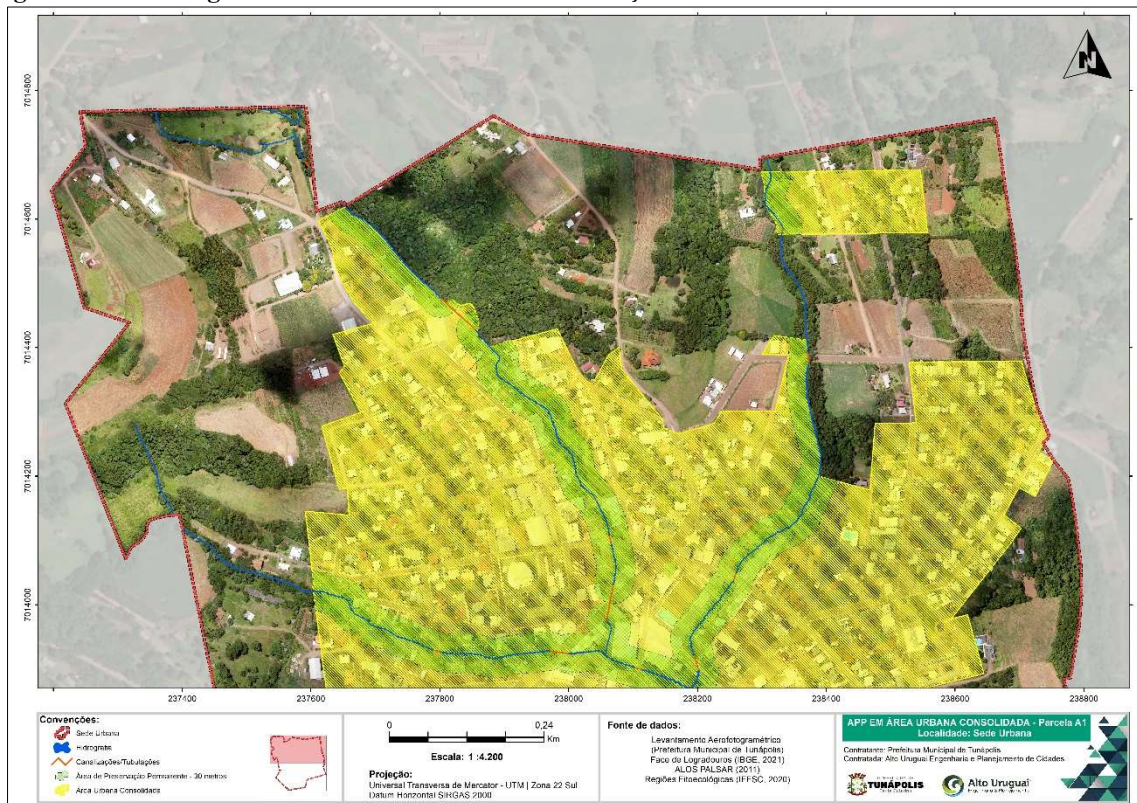 N
7014800
7014600
7014400
7014200
7014000
7014800
7014600
7014400
7014200
7014000
237400
237600
237800
238000
238200
238400
238600
238800
Convenções:
Sede Urbana
Hidrografia
Canalizações/Tubulações
Área de Preservação Permanente - 30 metros
Área Urbana Consolidada
0
0,24
Km
Escala: 1:4.200
Projeção:
Universal Transversa de Mercator - UTM | Zona 22 Sul
Datum Horizontal SIRGAS 2000
Fonte de dados:
Levantamento Aerofotogramétrico
(Prefeitura Municipal de Tunápolis)
Face de Logradouros (IBGE, 2021)
ALOS PALSAR (2011)
Regiões Fitoecológicas (IFFSC, 2020)
APP EM ÁREA URBANA CONSOLIDADA - Parcela A1
Localidade: Sede Urbana
Contratante: Prefeitura Municipal de Tunápolis
Contratada: Alto Uruguai Engenharia e Planejamento de Cidades.
TUNÁPOLIS
Alto Uruguai